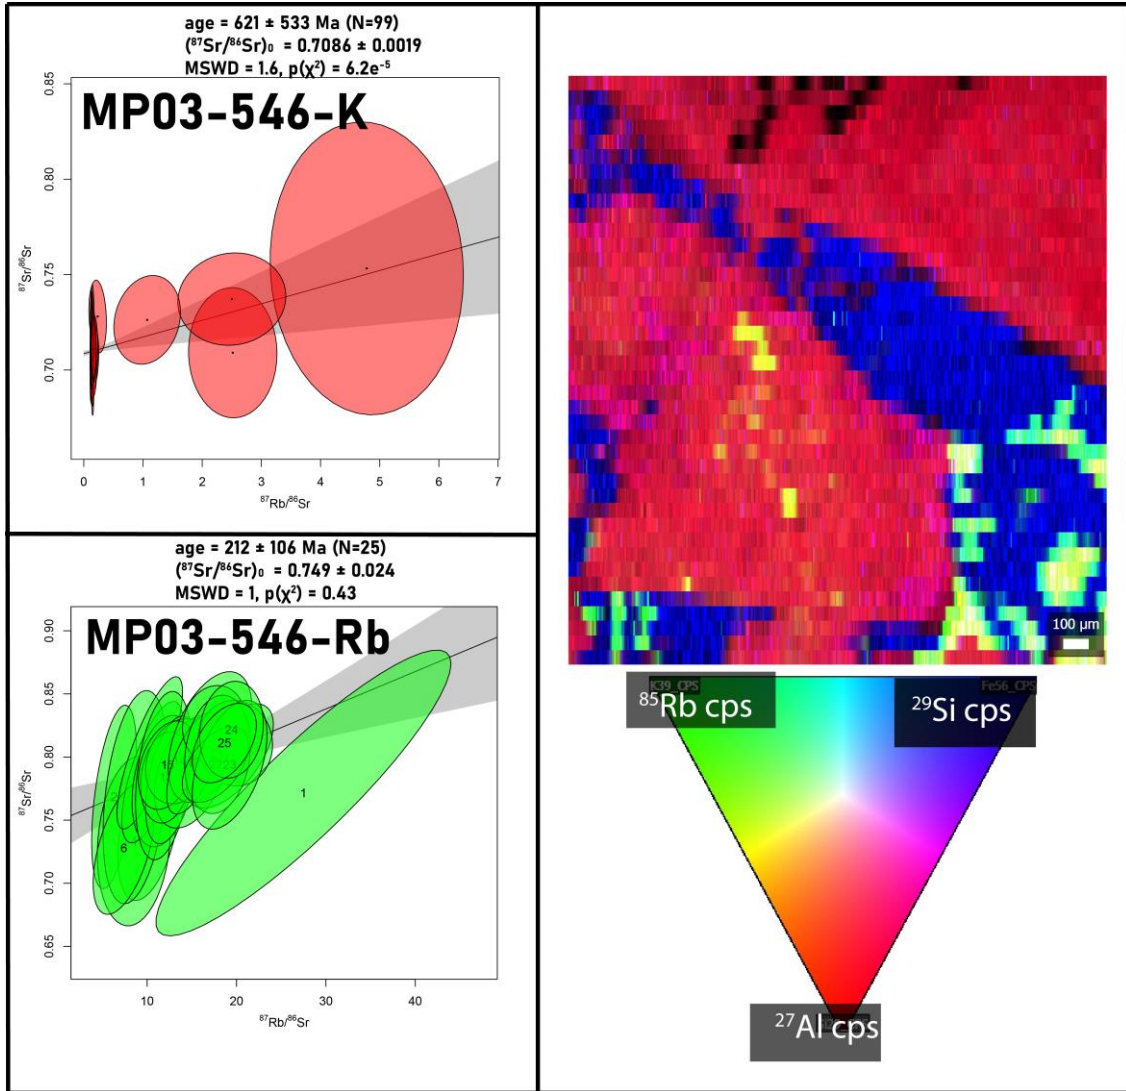 age = 621 ± 533 Ma (N=99)
(⁸⁷Sr/⁸⁶Sr)₀ = 0.7086 ± 0.0019
MSWD = 1.6, p(χ²) = 6.2e⁻⁵
MP03-546-K
0.85
0.80
0.75
0.70
⁸⁷Sr/⁸⁶Sr
0 1 2 3 4 5 6 7
⁸⁷Rb/⁸⁶Sr
age = 212 ± 106 Ma (N=25)
(⁸⁷Sr/⁸⁶Sr)₀ = 0.749 ± 0.024
MSWD = 1, p(χ²) = 0.43
MP03-546-Rb
0.90
0.85
0.80
0.75
0.70
0.65
⁸⁷Sr/⁸⁶Sr
24
25
23
1
6
10 20 30 40
⁸⁷Rb/⁸⁶Sr
100 µm
K39_CPS
Fe56_CPS
⁸⁵Rb cps
²⁹Si cps
²⁷Al cps